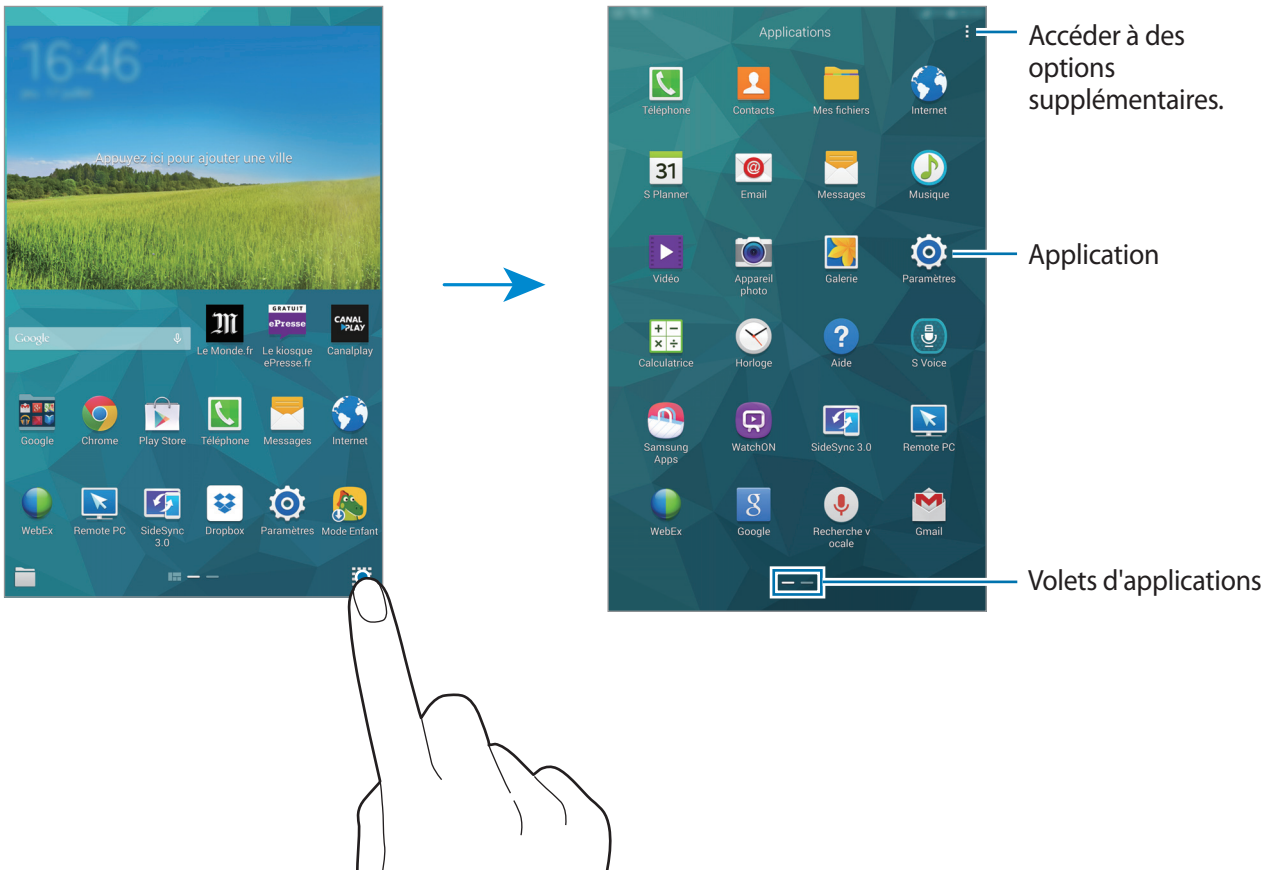 16:46
Appuyez ici pour ajouter une ville
Google
GRATUIT
ePresse
CANAL
PLAY
Le Monde.fr
Le kiosque
ePresse.fr
Canalplay
Google
Chrome
Play Store
Téléphone
Messages
Internet
WebEx
Remote PC
SideSync
3.0
Dropbox
Paramètres
Mode Enfant
Applications
Téléphone
Contacts
Mes fichiers
Internet
31
S Planner
Email
Messages
Musique
Vidéo
Appareil
photo
Galerie
Paramètres
Calculatrice
Horloge
Aide
S Voice
Samsung
Apps
WatchON
SideSync 3.0
Remote PC
WebEx
Google
Recherche v
ocale
Gmail
Accéder à des
options
supplémentaires.
Application
Volets d'applications